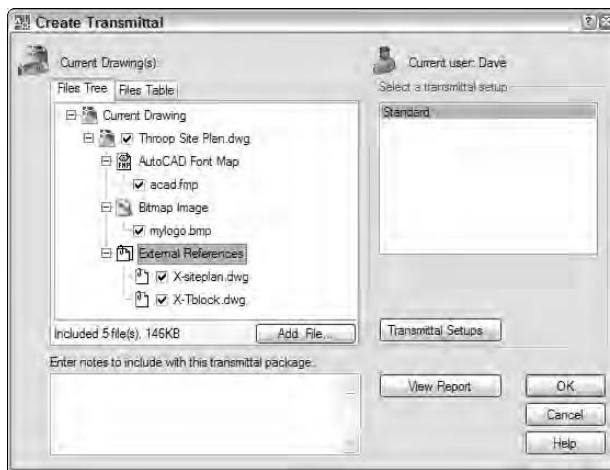 Create Transmittal
Current Drawing(s):
Files Tree
Files Table
Current Drawing
Throop Site Plan.dwg
AutoCAD Font Map
acad.fmp
Bitmap Image
mylogo.bmp
External References
X-siteplan.dwg
X-Tblock.dwg
Included 5 file(s), 146KB
Add File...
Enter notes to include with this transmittal package:
Current user: Dave
Select a transmittal setup
Standard
Transmittal Setups
View Report
OK
Cancel
Help